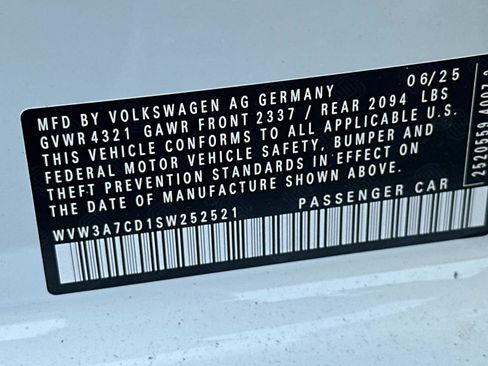 MFD BY VOLKSWAGEN AG GERMANY 06/25
GVWR 4321 GAWR FRONT 2337 / REAR 2094 LBS
THIS VEHICLE CONFORMS TO ALL APPLICABLE U.S.
FEDERAL MOTOR VEHICLE SAFETY, BUMPER AND
THEFT PREVENTION STANDARDS IN EFFECT ON
THE DATE OF MANUFACTURE SHOWN ABOVE.
WVW3A7CD1SW252521 PASSENGER CAR